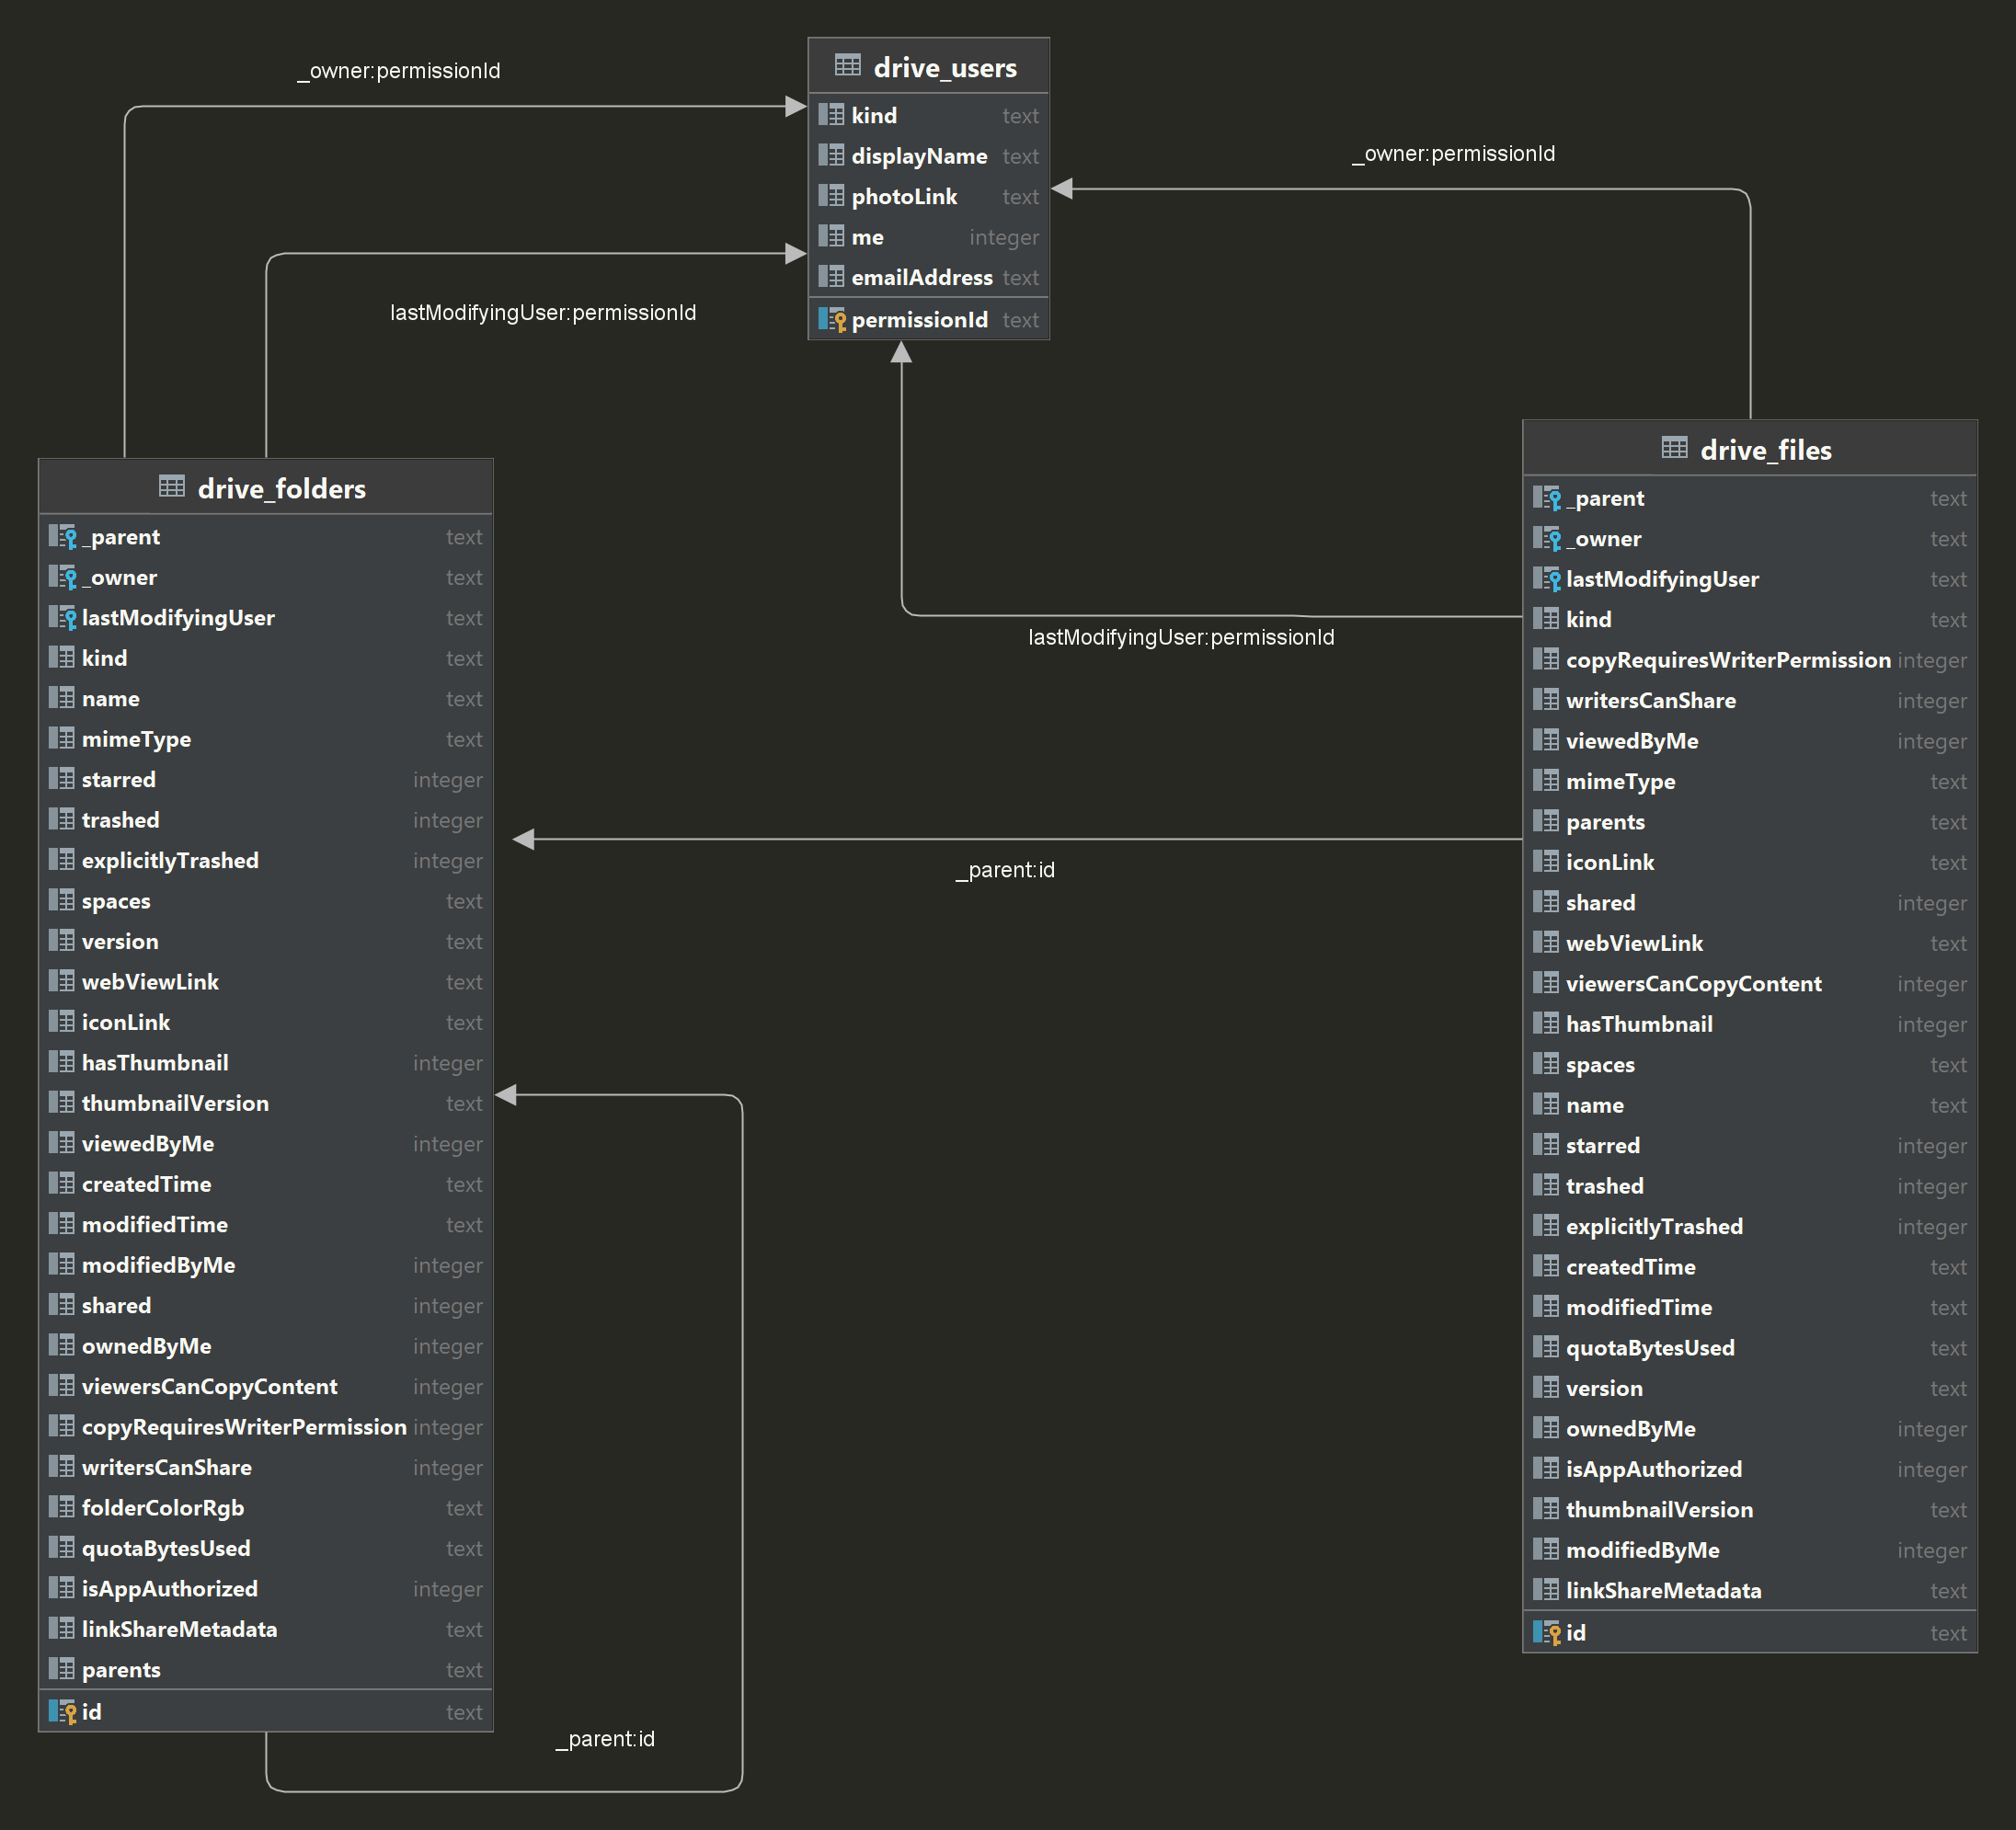 _owner:permissionId
drive_users
kind text
displayName text
photoLink text
me integer
emailAddress text
permissionId text
_owner:permissionId
lastModifyingUser:permissionId
drive_folders
_parent text
_owner text
lastModifyingUser text
kind text
name text
mimeType text
starred integer
trashed integer
explicitlyTrashed integer
spaces text
version text
webViewLink text
iconLink text
hasThumbnail integer
thumbnailVersion text
viewedByMe integer
createdTime text
modifiedTime text
modifiedByMe integer
shared integer
ownedByMe integer
viewersCanCopyContent integer
copyRequiresWriterPermission integer
writersCanShare integer
folderColorRgb text
quotaBytesUsed text
isAppAuthorized integer
linkShareMetadata text
parents text
id text
lastModifyingUser:permissionId
_parent:id
_parent:id
drive_files
_parent text
_owner text
lastModifyingUser text
kind text
copyRequiresWriterPermission integer
writersCanShare integer
viewedByMe integer
mimeType text
parents text
iconLink text
shared integer
webViewLink text
viewersCanCopyContent integer
hasThumbnail integer
spaces text
name text
starred integer
trashed integer
explicitlyTrashed integer
createdTime text
modifiedTime text
quotaBytesUsed text
version text
ownedByMe integer
isAppAuthorized integer
thumbnailVersion text
modifiedByMe integer
linkShareMetadata text
id text